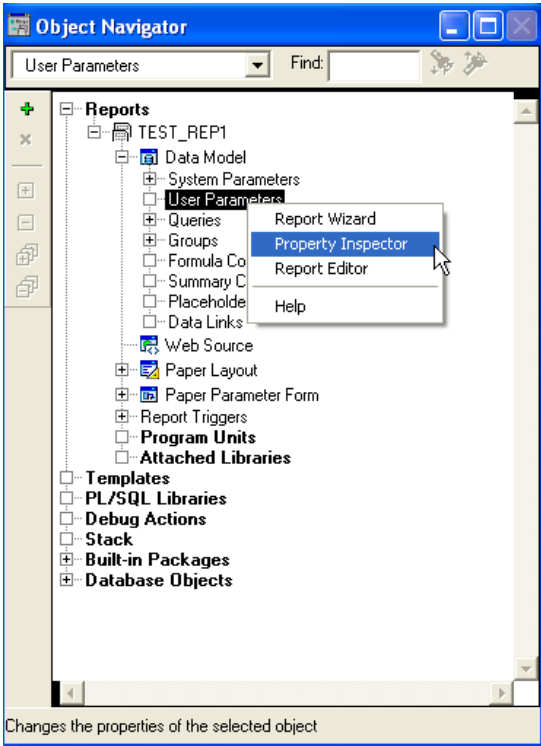 Object Navigator
User Parameters
Find:
Reports
TEST_REP1
Data Model
System Parameters
User Parameters
Queries
Groups
Formula Co
Summary C
Placeholde
Data Links
Report Wizard
Property Inspector
Report Editor
Help
Web Source
Paper Layout
Paper Parameter Form
Report Triggers
Program Units
Attached Libraries
Templates
PL/SQL Libraries
Debug Actions
Stack
Built-in Packages
Database Objects
Changes the properties of the selected object